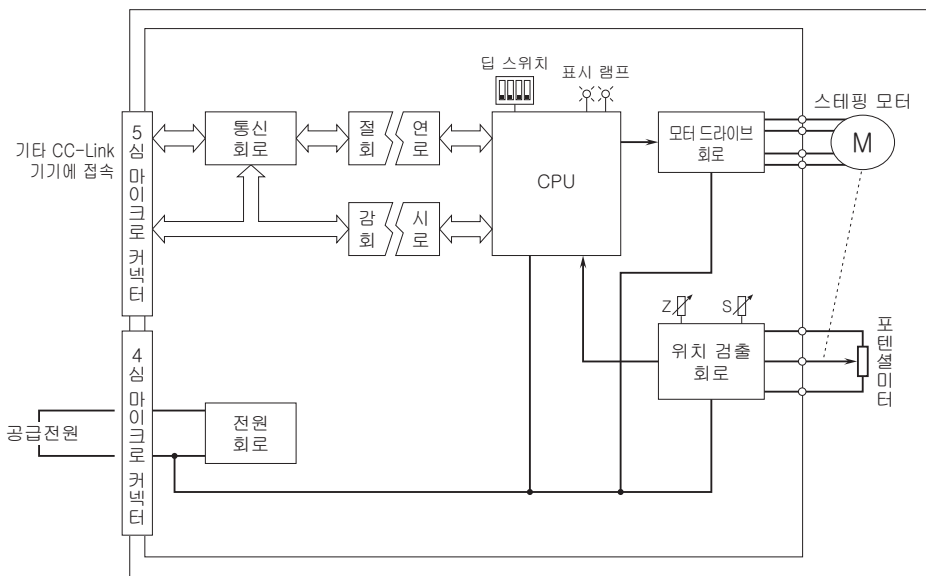 딥 스위치
표시 램프
스테핑 모터
기타 CC-Link
기기에 접속
5심 마이크로 커넥터
통신
회로
절 연
회 로
CPU
모터 드라이브
회로
M
감 시
회 로
Z
S
위치 검출
회로
포텐셜미터
4심 마이크로 커넥터
공급전원
전원
회로